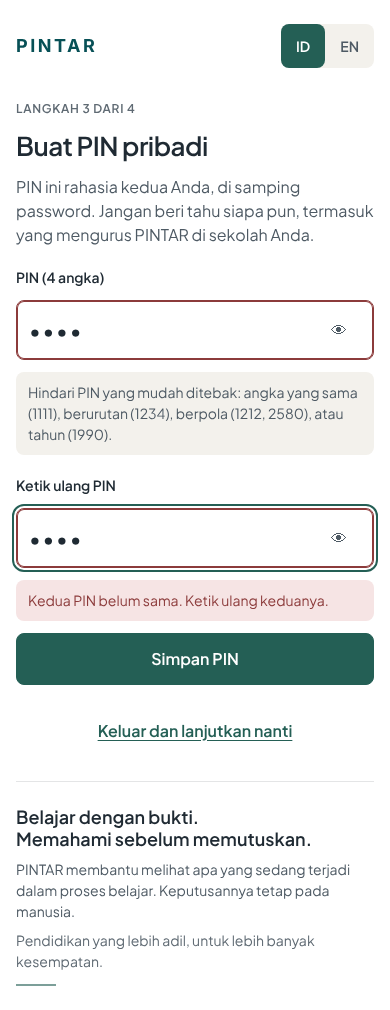 PINTAR
ID EN
LANGKAH 3 DARI 4
Buat PIN pribadi
PIN ini rahasia kedua Anda, di samping
password. Jangan beri tahu siapa pun, termasuk
yang mengurus PINTAR di sekolah Anda.
PIN (4 angka)
Hindari PIN yang mudah ditebak: angka yang sama
(1111), berurutan (1234), berpola (1212, 2580), atau
tahun (1990).
Ketik ulang PIN
Kedua PIN belum sama. Ketik ulang keduanya.
Simpan PIN
Keluar dan lanjutkan nanti
Belajar dengan bukti.
Memahami sebelum memutuskan.
PINTAR membantu melihat apa yang sedang terjadi
dalam proses belajar. Keputusannya tetap pada
manusia.
Pendidikan yang lebih adil, untuk lebih banyak
kesempatan.